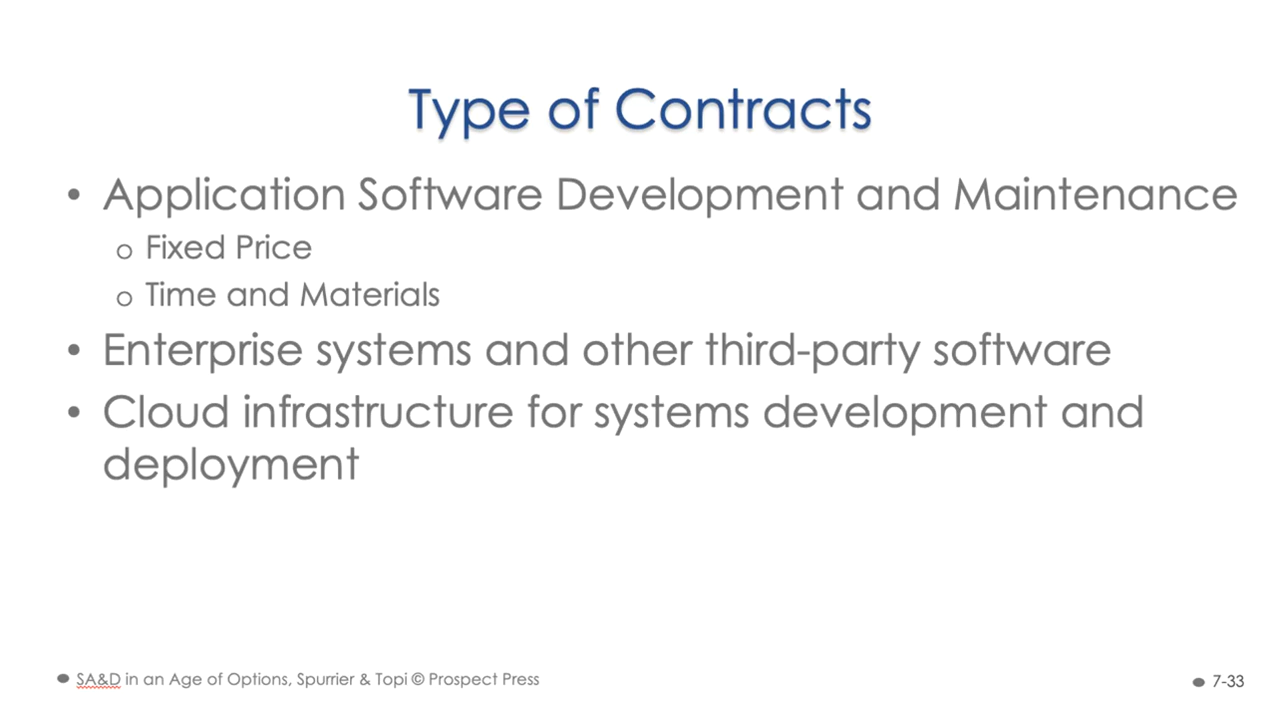 Type of Contracts
• Application Software Development and Maintenance
o Fixed Price
o Time and Materials
• Enterprise systems and other third-party software
• Cloud infrastructure for systems development and
deployment
SA&D in an Age of Options, Spurrier & Topi © Prospect Press
7-33